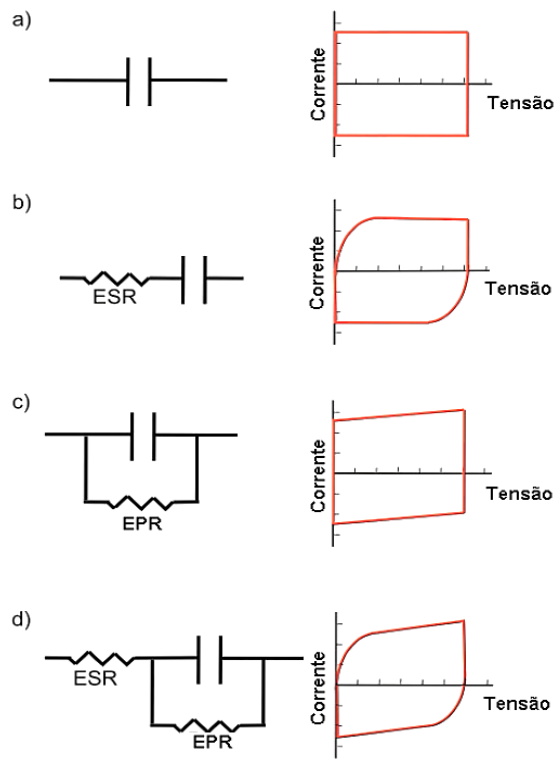 a)
Corrente
Tensão
b)
ESR
Corrente
Tensão
c)
EPR
Corrente
Tensão
d)
ESR
EPR
Corrente
Tensão